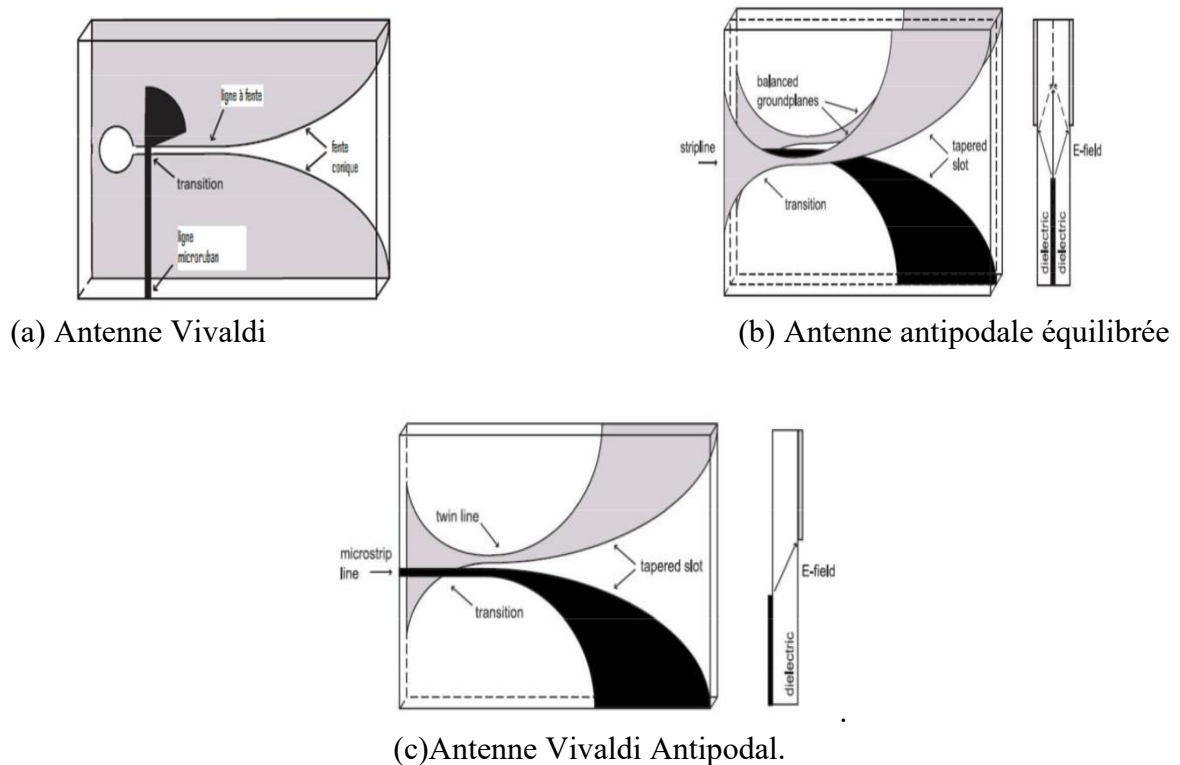 ligne à fente
fente
conique
transition
ligne
microruban
(a) Antenne Vivaldi
balanced
groundplanes
stripline
tapered
slot
transition
E-field
dielectric
dielectric
(b) Antenne antipodale équilibrée
twin line
microstrip
line
tapered slot
transition
E-field
dielectric
.
(c)Antenne Vivaldi Antipodal.